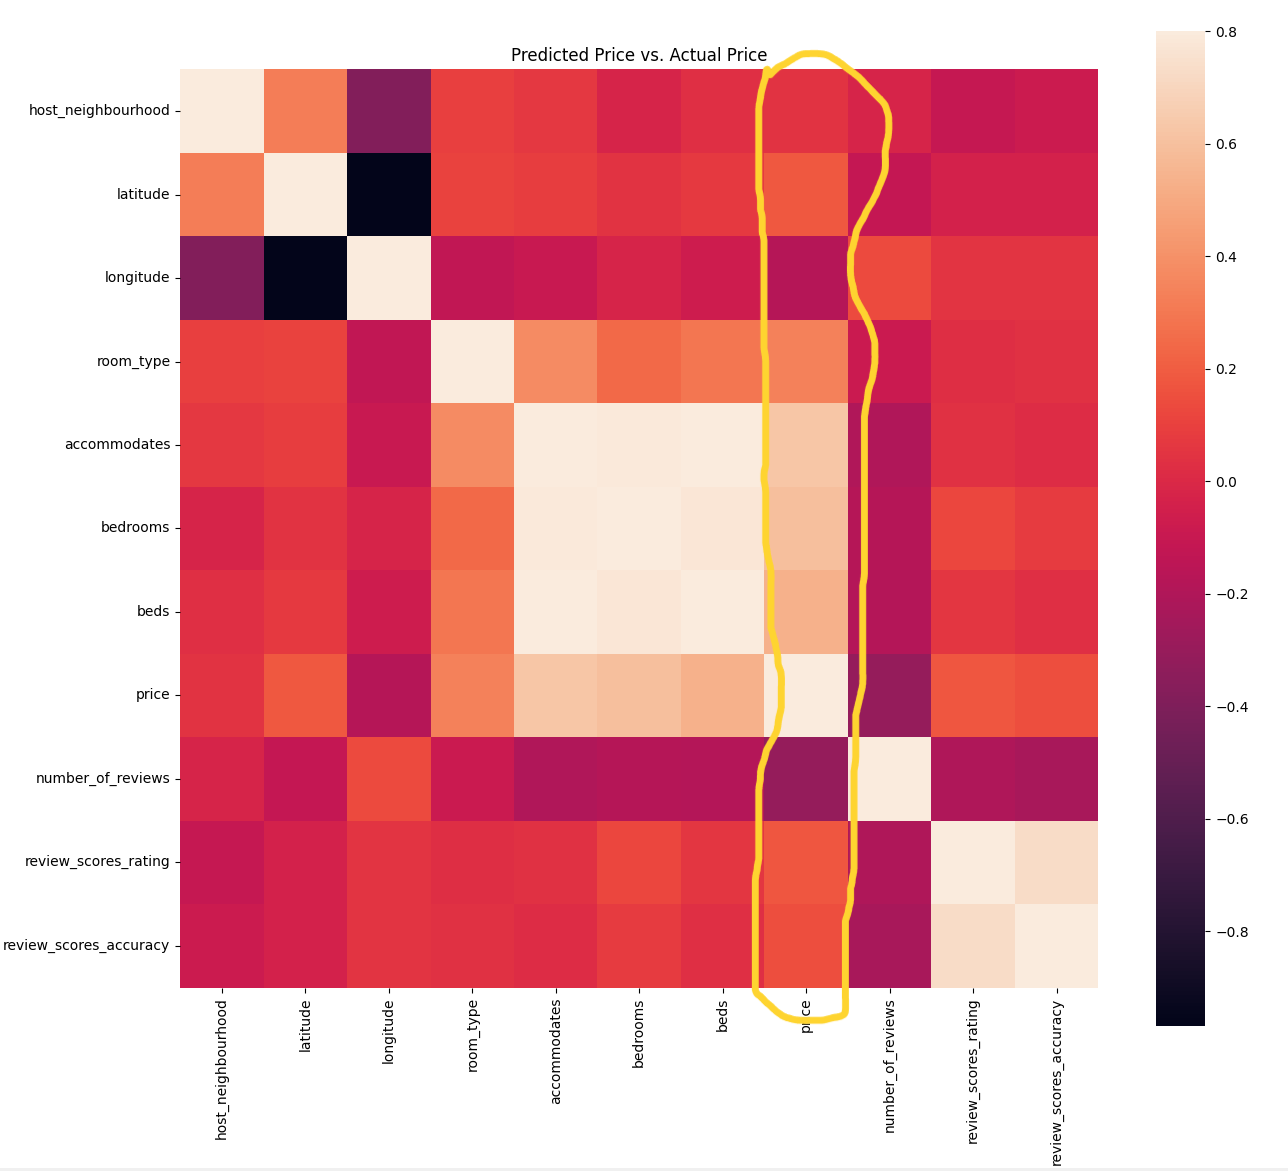 Predicted Price vs. Actual Price
host_neighbourhood
latitude
longitude
room_type
accommodates
bedrooms
beds
price
number_of_reviews
review_scores_rating
review_scores_accuracy
host_neighbourhood
latitude
longitude
room_type
accommodates
bedrooms
beds
price
number_of_reviews
review_scores_rating
review_scores_accuracy
0.8
0.6
0.4
0.2
0.0
−0.2
−0.4
−0.6
−0.8